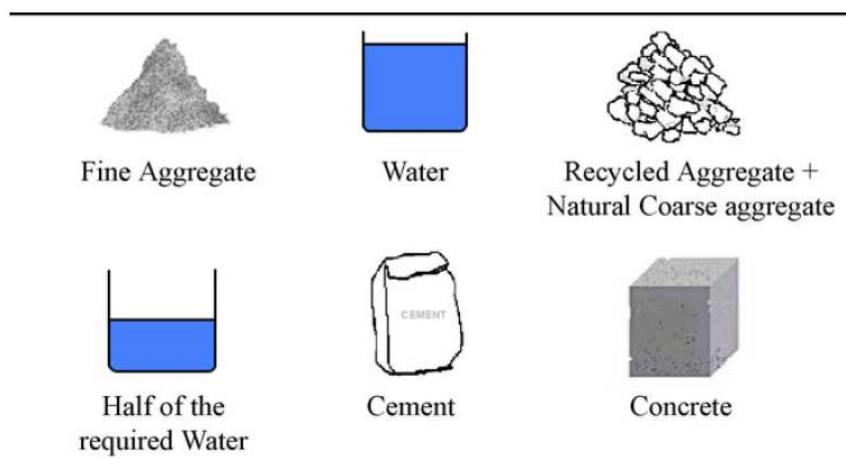 Fine Aggregate
Water
Recycled Aggregate +
Natural Coarse aggregate
Half of the
required Water
CEMENT
Cement
Concrete